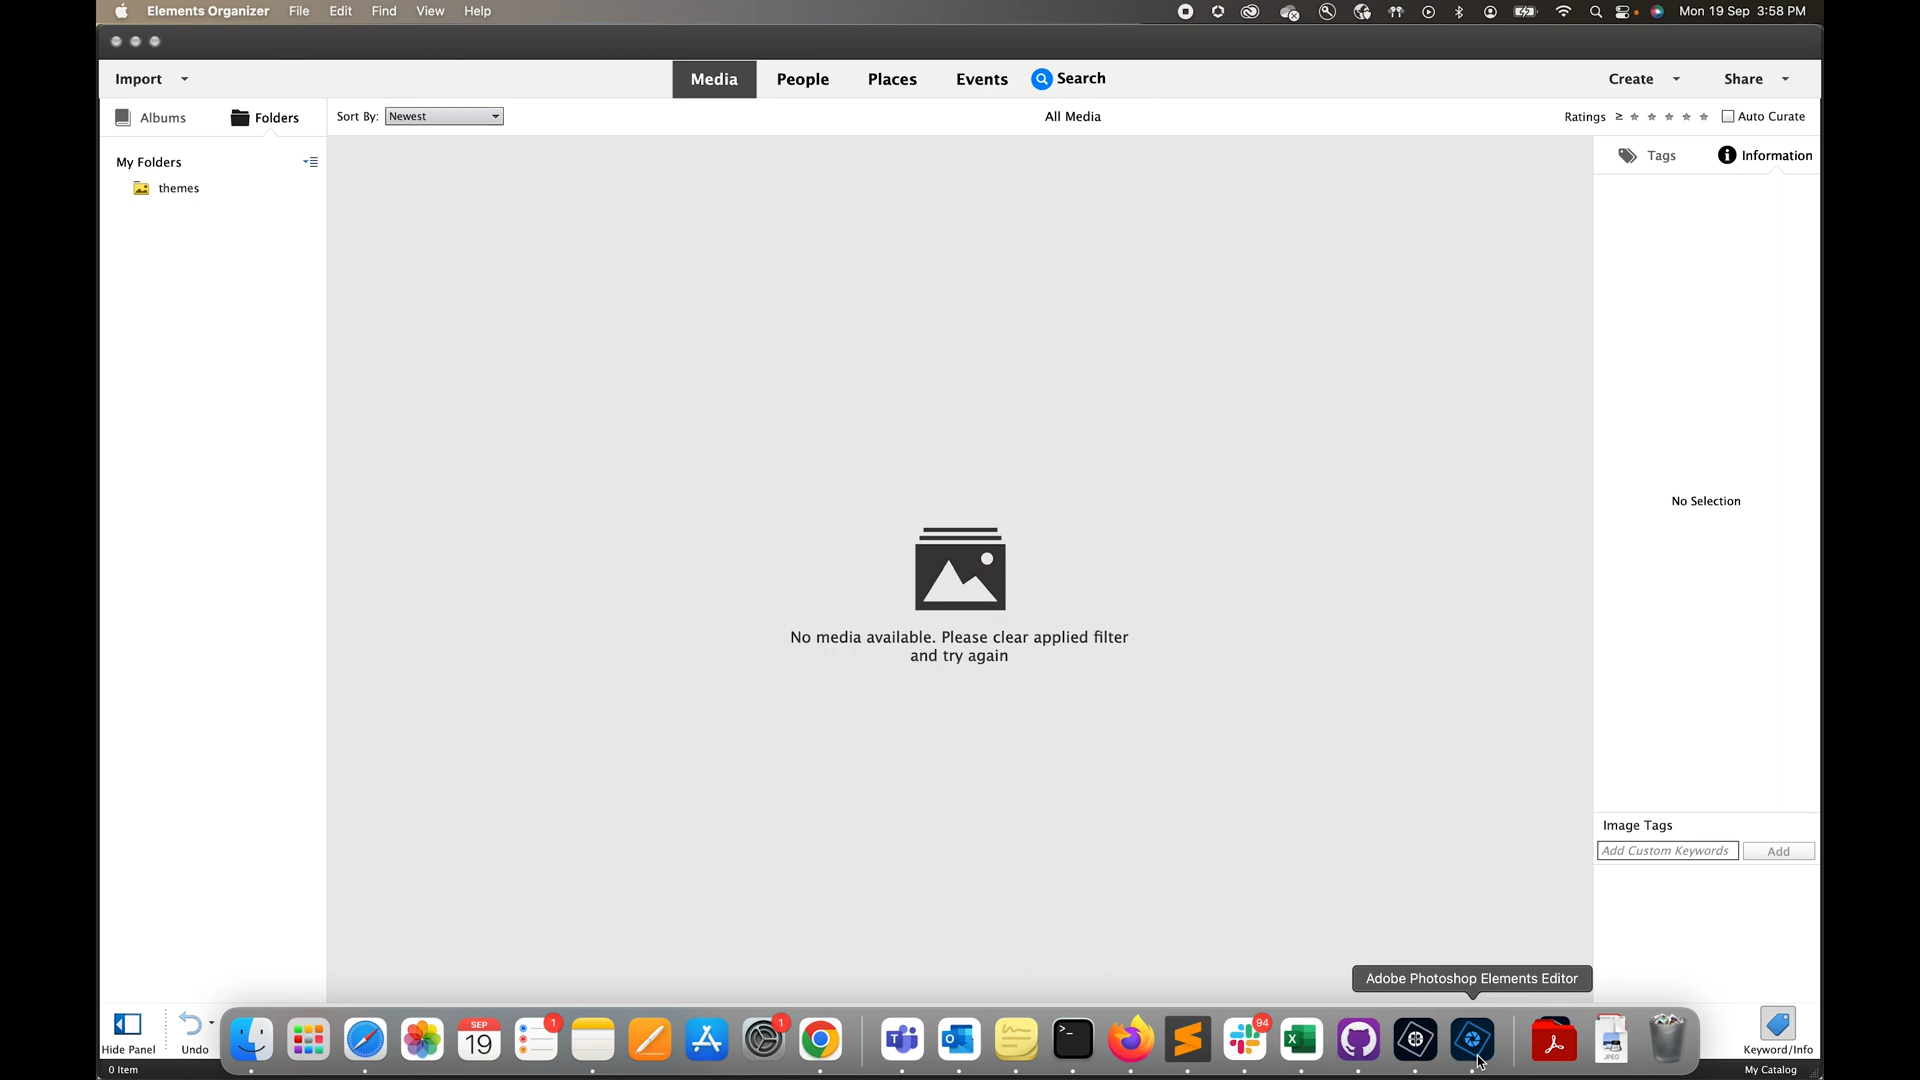 Elements Organizer File Edit Find View Help
Mon 19 Sep 3:58 PM
Import
Media People Places Events Search
Create Share
Albums Folders
Sort By: Newest
All Media
Ratings ≥
Auto Curate
My Folders
themes
Tags Information
No Selection
No media available. Please clear applied filter
and try again
Image Tags
Add Custom Keywords Add
Adobe Photoshop Elements Editor
SEP
19
1
1
94
JPEG
Hide Panel Undo
Keyword/Info
0 Item
My Catalog